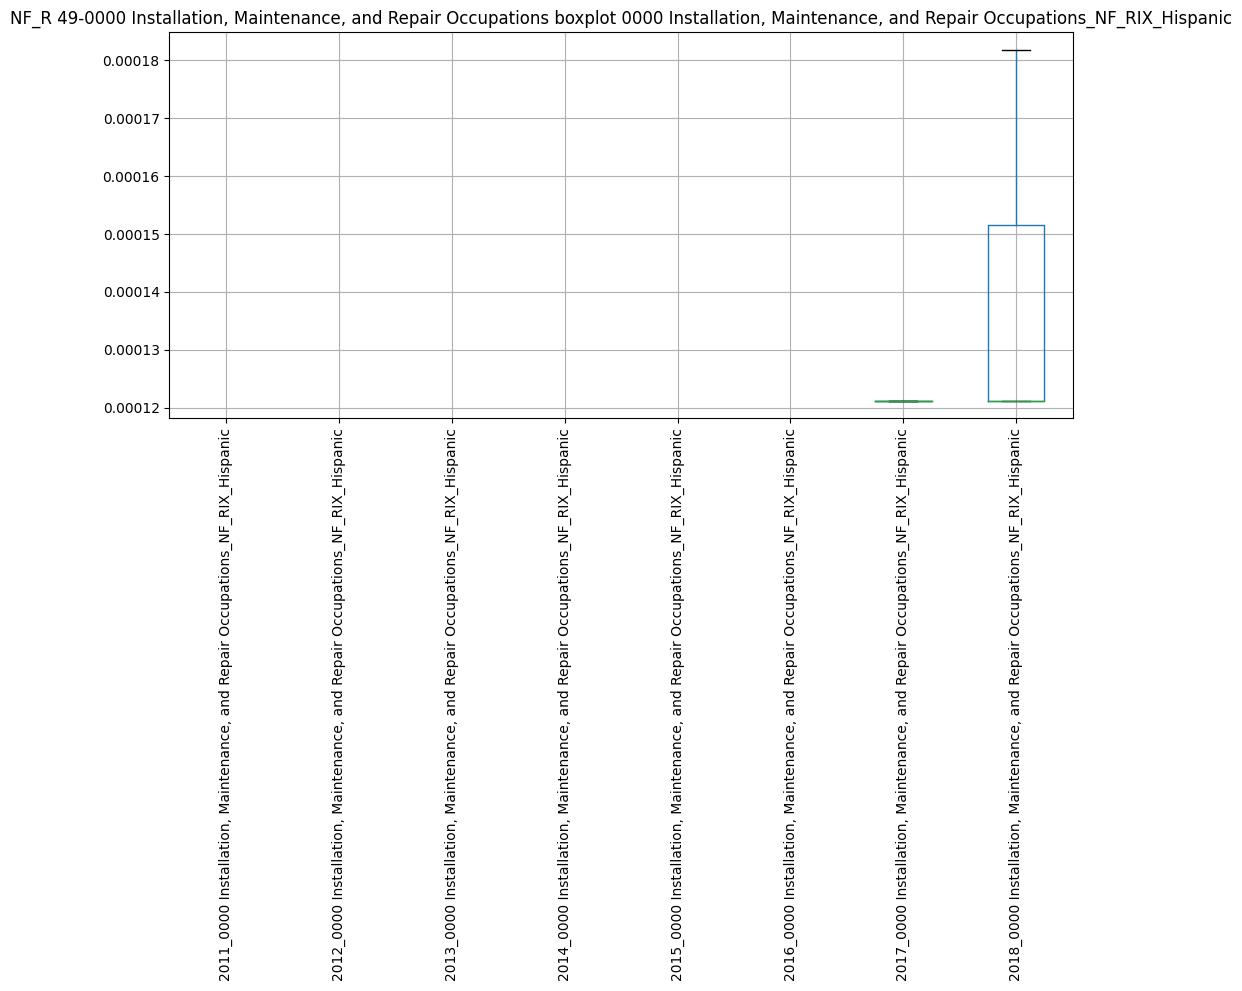 NF_R 49-0000 Installation, Maintenance, and Repair Occupations boxplot 0000 Installation, Maintenance, and Repair Occupations_NF_RIX_Hispanic
0.00018
0.00017
0.00016
0.00015
0.00014
0.00013
0.00012
2011_0000 Installation, Maintenance, and Repair Occupations_NF_RIX_Hispanic
2012_0000 Installation, Maintenance, and Repair Occupations_NF_RIX_Hispanic
2013_0000 Installation, Maintenance, and Repair Occupations_NF_RIX_Hispanic
2014_0000 Installation, Maintenance, and Repair Occupations_NF_RIX_Hispanic
2015_0000 Installation, Maintenance, and Repair Occupations_NF_RIX_Hispanic
2016_0000 Installation, Maintenance, and Repair Occupations_NF_RIX_Hispanic
2017_0000 Installation, Maintenance, and Repair Occupations_NF_RIX_Hispanic
2018_0000 Installation, Maintenance, and Repair Occupations_NF_RIX_Hispanic